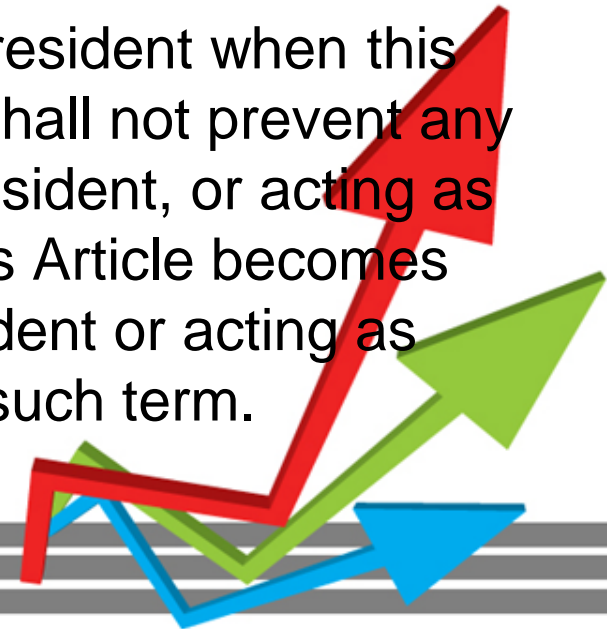 resident when this
hall not prevent any
sident, or acting as
s Article becomes
dent or acting as
such term.